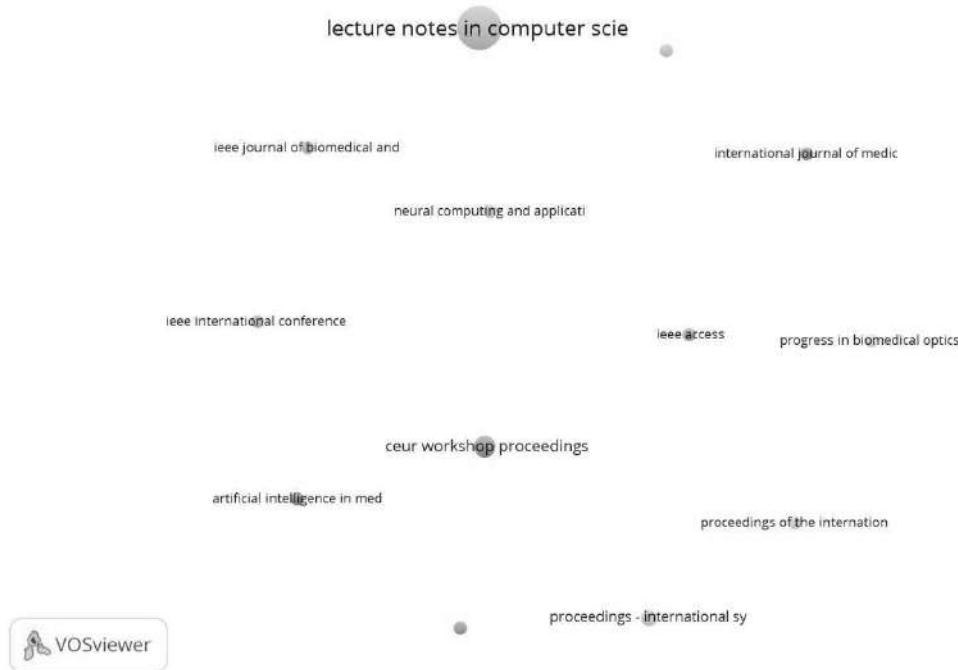 lecture notes in computer scie
ieee journal of biomedical and
international journal of medic
neural computing and applicati
ieee international conference
ieee access
progress in biomedical optics
ceur workshop proceedings
artificial intelligence in med
proceedings of the internation
proceedings - international sy
VOSviewer